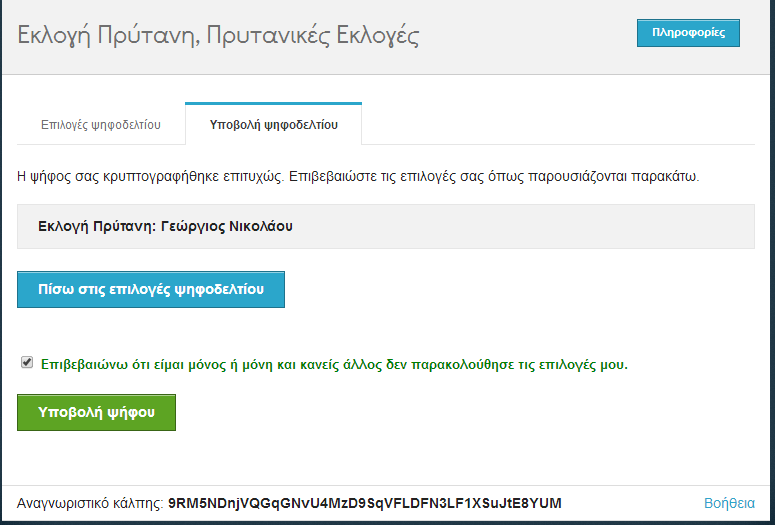 Εκλογή Πρύτανη, Πρυτανικές Εκλογές
Πληροφορίες
Επιλογές ψηφοδελτίου
Υποβολή ψηφοδελτίου
Η ψήφος σας κρυπτογραφήθηκε επιτυχώς. Επιβεβαιώστε τις επιλογές σας όπως παρουσιάζονται παρακάτω.
Εκλογή Πρύτανη: Γεώργιος Νικολάου
Πίσω στις επιλογές ψηφοδελτίου
Επιβεβαιώνω ότι είμαι μόνος ή μόνη και κανείς άλλος δεν παρακολούθησε τις επιλογές μου.
Υποβολή ψήφου
Αναγνωριστικό κάλπης: 9RM5NDnjVQGqGNvU4MzD9SqVFLDFN3LF1XSuJtE8YUM
Βοήθεια